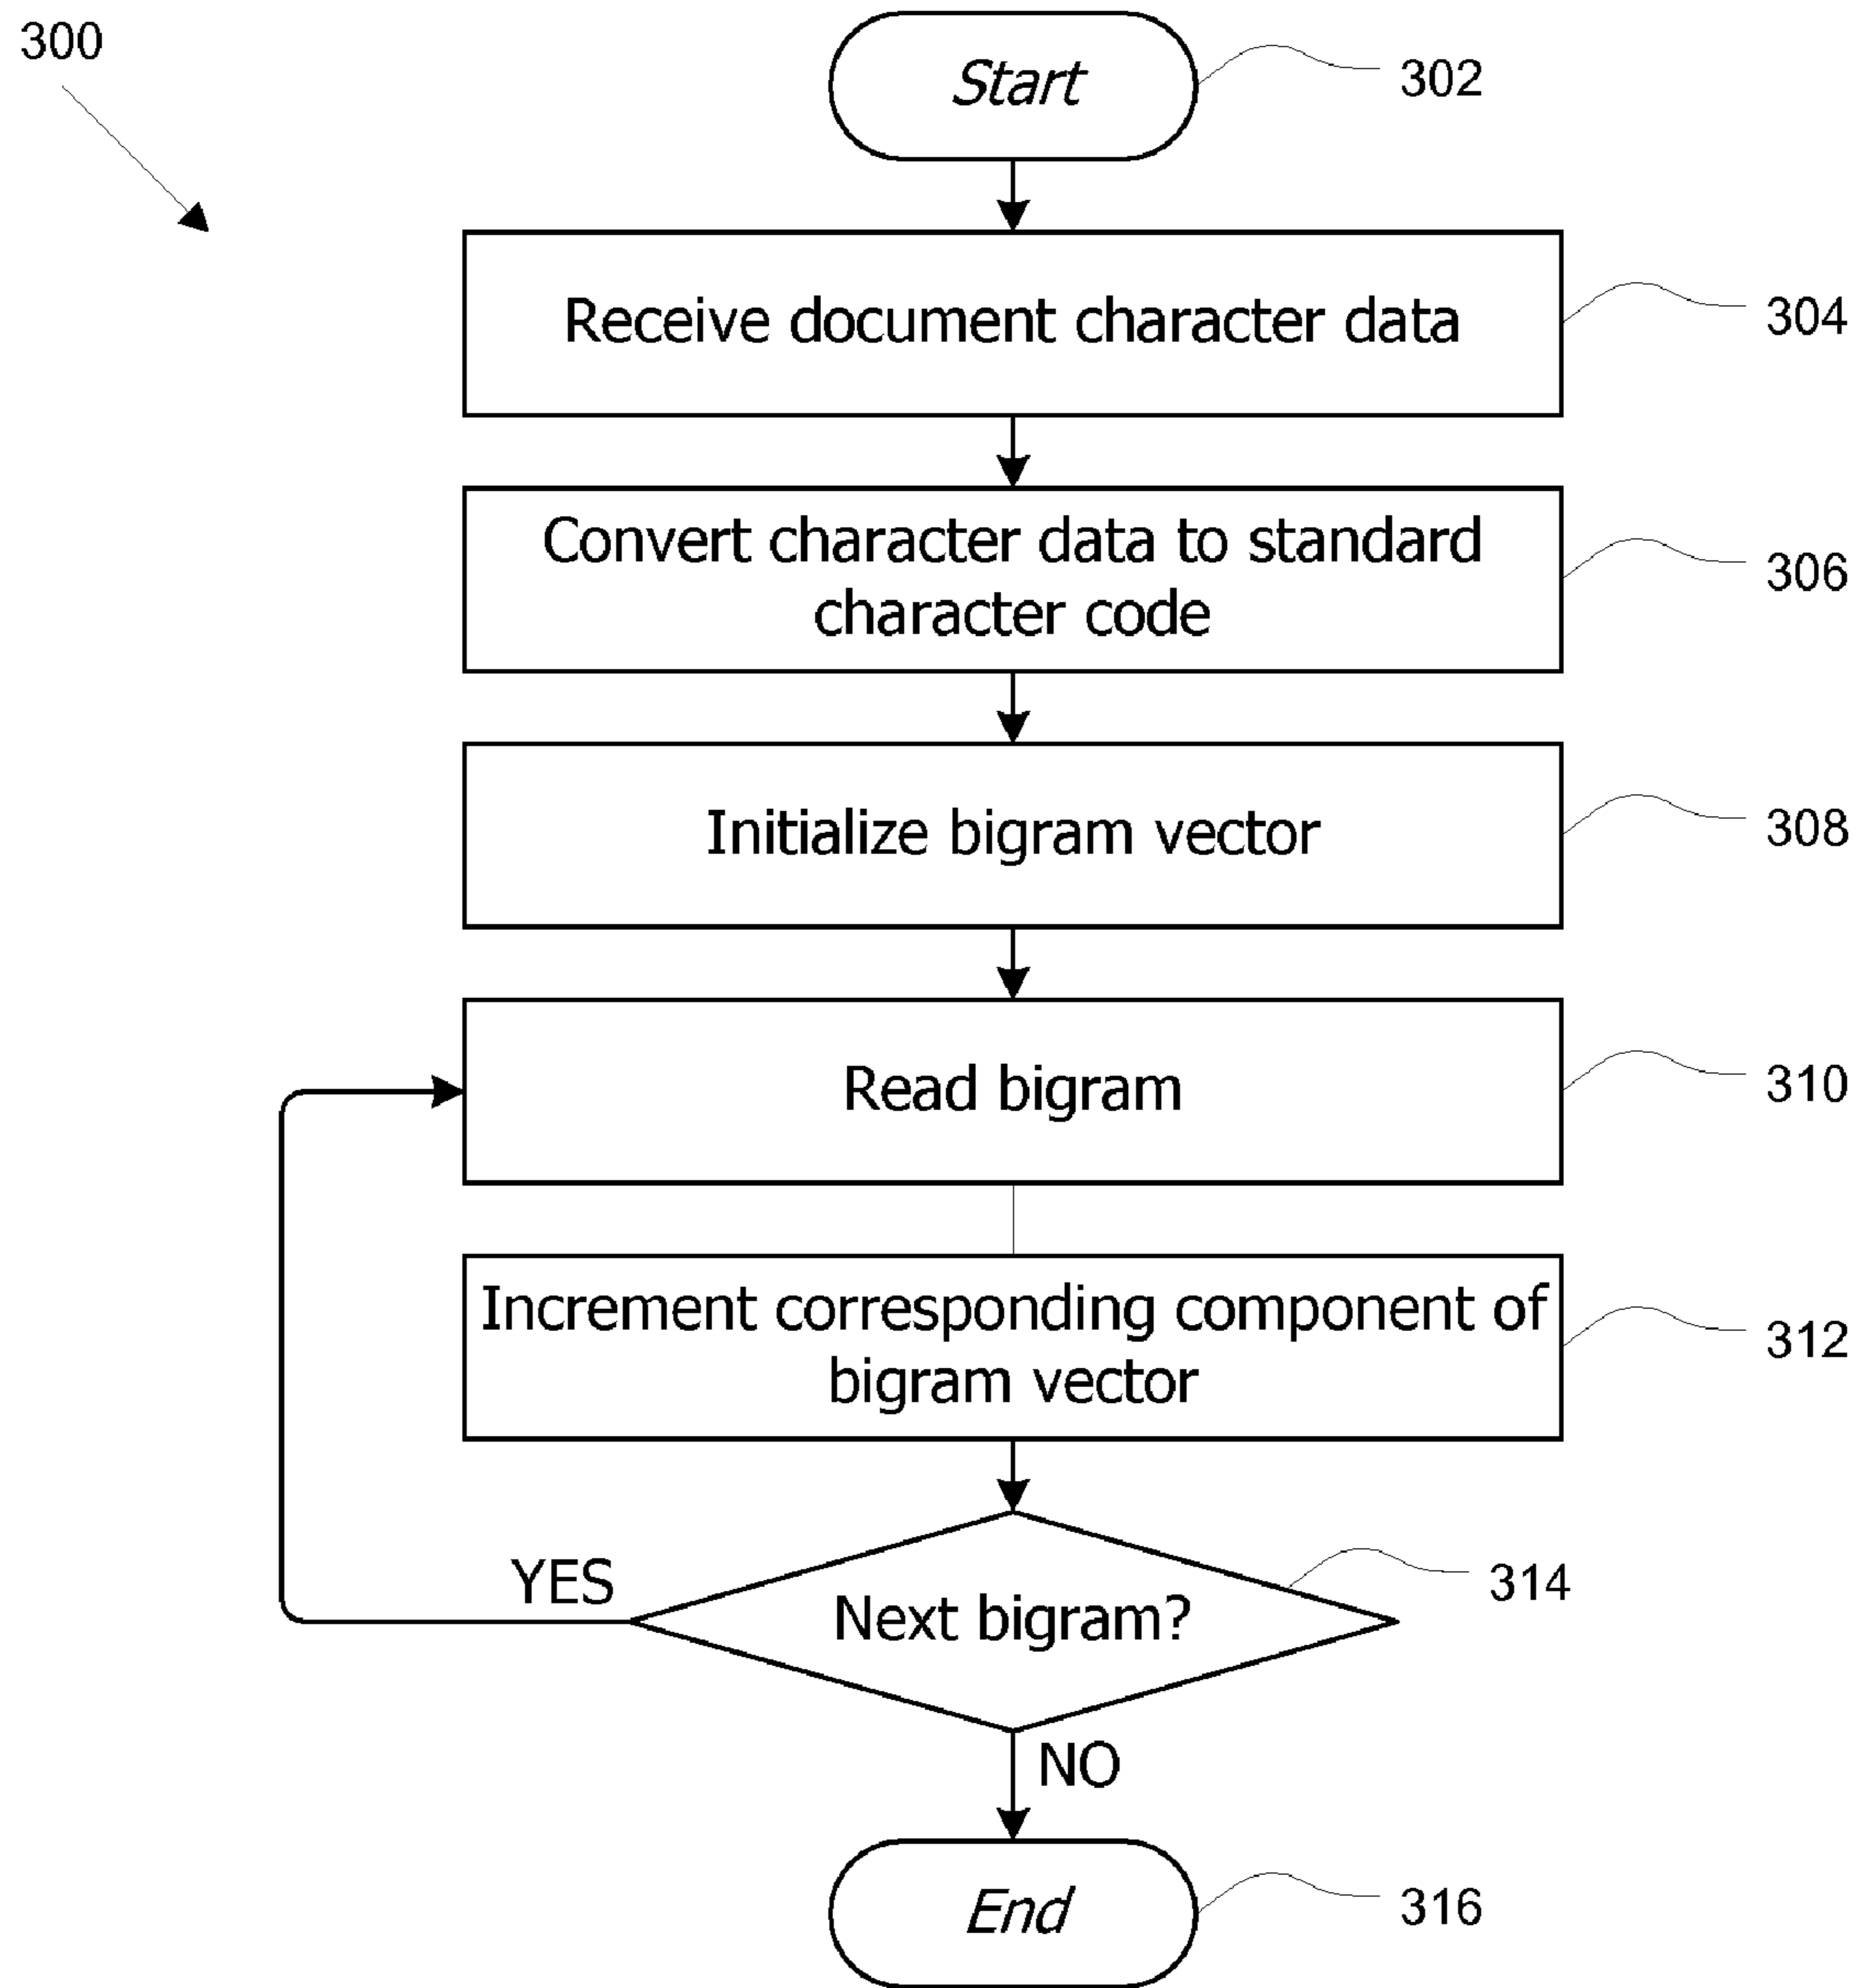 300
Start
302
Receive document character data
304
Convert character data to standard
character code
306
Initialize bigram vector
308
Read bigram
310
Increment corresponding component of
bigram vector
312
YES
Next bigram?
314
NO
End
316